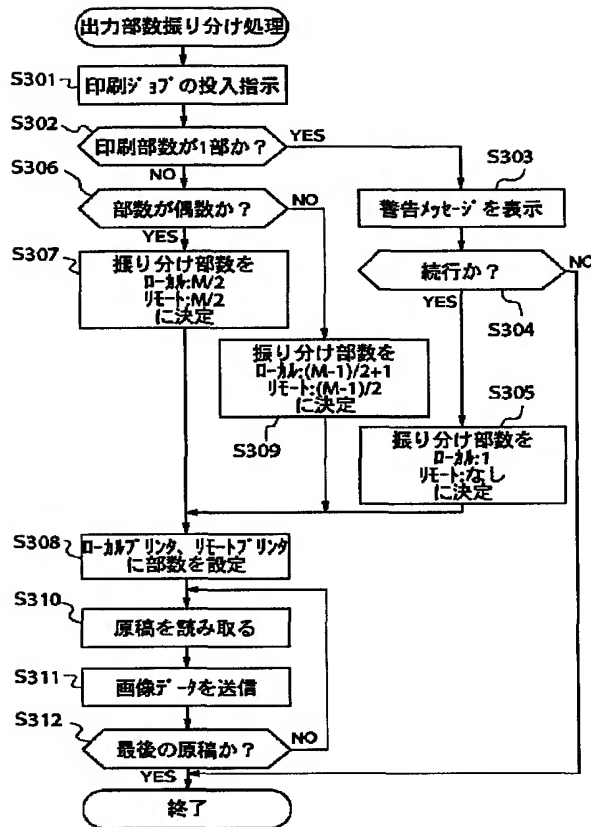 出力部数振り分け処理
S301
印刷ジョブの投入指示
S302
印刷部数が1部か?
YES
NO
S306
部数が偶数か?
NO
YES
S303
警告メッセージを表示
続行か?
NO
YES
S304
S307
振り分け部数を
ローカル:M/2
リモート:M/2
に決定
振り分け部数を
ローカル:(M-1)/2+1
リモート:(M-1)/2
に決定
S309
S305
振り分け部数を
ローカル:1
リモート:なし
に決定
S308
ローカルプリンタ、リモートプリンタ
に部数を設定
S310
原稿を読み取る
S311
画像データを送信
S312
最後の原稿か?
NO
YES
終了